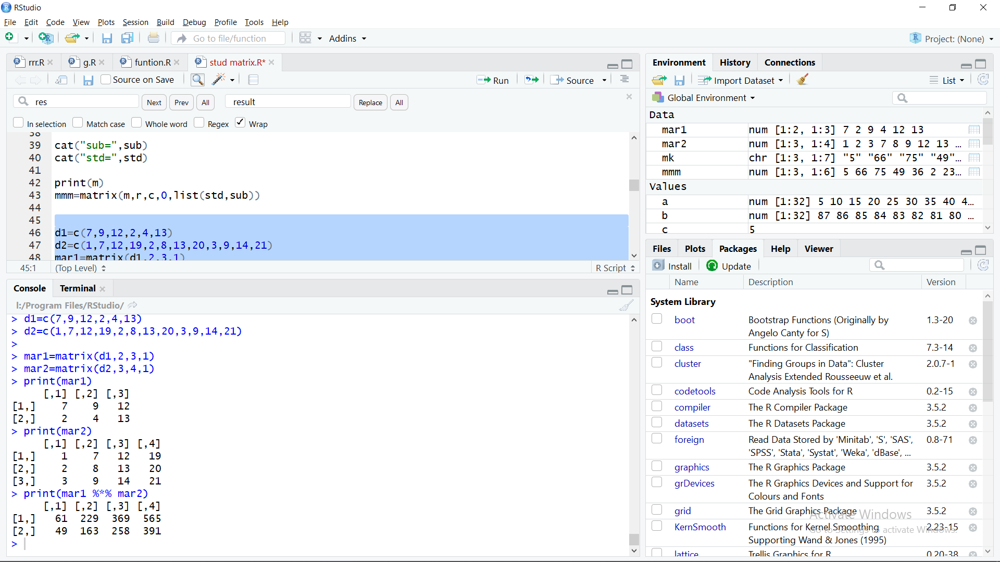 RStudio
File Edit Code View Plots Session Build Debug Profile Tools Help
Go to file/function Addins Project: (None)
rrr.R g.R funtion.R stud matrix.R*
Source on Save Run Source
res Next Prev All result Replace All
In selection Match case Whole word Regex Wrap
38
39 cat("sub=",sub)
40 cat("std=",std)
41
42 print(m)
43 mmm=matrix(m,r,c,0,list(std,sub))
44
45
46 d1=c(7,9,12,2,4,13)
47 d2=c(1,7,12,19,2,8,13,20,3,9,14,21)
48 mar1=matrix(d1,2,3,1)
45:1 (Top Level) R Script
Console Terminal
I:/Program Files/RStudio/
> d1=c(7,9,12,2,4,13)
> d2=c(1,7,12,19,2,8,13,20,3,9,14,21)
>
> mar1=matrix(d1,2,3,1)
> mar2=matrix(d2,3,4,1)
> print(mar1)
[,1] [,2] [,3]
[1,] 7 9 12
[2,] 2 4 13
> print(mar2)
[,1] [,2] [,3] [,4]
[1,] 1 7 12 19
[2,] 2 8 13 20
[3,] 3 9 14 21
> print(mar1 %*% mar2)
[,1] [,2] [,3] [,4]
[1,] 61 229 369 565
[2,] 49 163 258 391
>
Environment History Connections
Import Dataset List
Global Environment
Data
mar1 num [1:2, 1:3] 7 2 9 4 12 13
mar2 num [1:3, 1:4] 1 2 3 7 8 9 12 13 ...
mk chr [1:3, 1:7] "5" "66" "75" "49"...
mmm num [1:3, 1:6] 5 66 75 49 36 2 23...
Values
a num [1:32] 5 10 15 20 25 30 35 40 4...
b num [1:32] 87 86 85 84 83 82 81 80 ...
c 5
Files Plots Packages Help Viewer
Install Update
Name Description Version
System Library
boot Bootstrap Functions (Originally by 1.3-20
Angelo Canty for S)
class Functions for Classification 7.3-14
cluster "Finding Groups in Data": Cluster 2.0.7-1
Analysis Extended Rousseeuw et al.
codetools Code Analysis Tools for R 0.2-15
compiler The R Compiler Package 3.5.2
datasets The R Datasets Package 3.5.2
foreign Read Data Stored by 'Minitab', 'S', 'SAS', 0.8-71
'SPSS', 'Stata', 'Systat', 'Weka', 'dBase', ...
graphics The R Graphics Package 3.5.2
grDevices The R Graphics Devices and Support for 3.5.2
Colours and Fonts
grid The Grid Graphics Package 3.5.2
Activate Windows
KernSmooth Functions for Kernel Smoothing 2.23-15
Go to Settings to activate Windows.
Supporting Wand & Jones (1995)
lattice Trellis Graphics for R 0.20-38